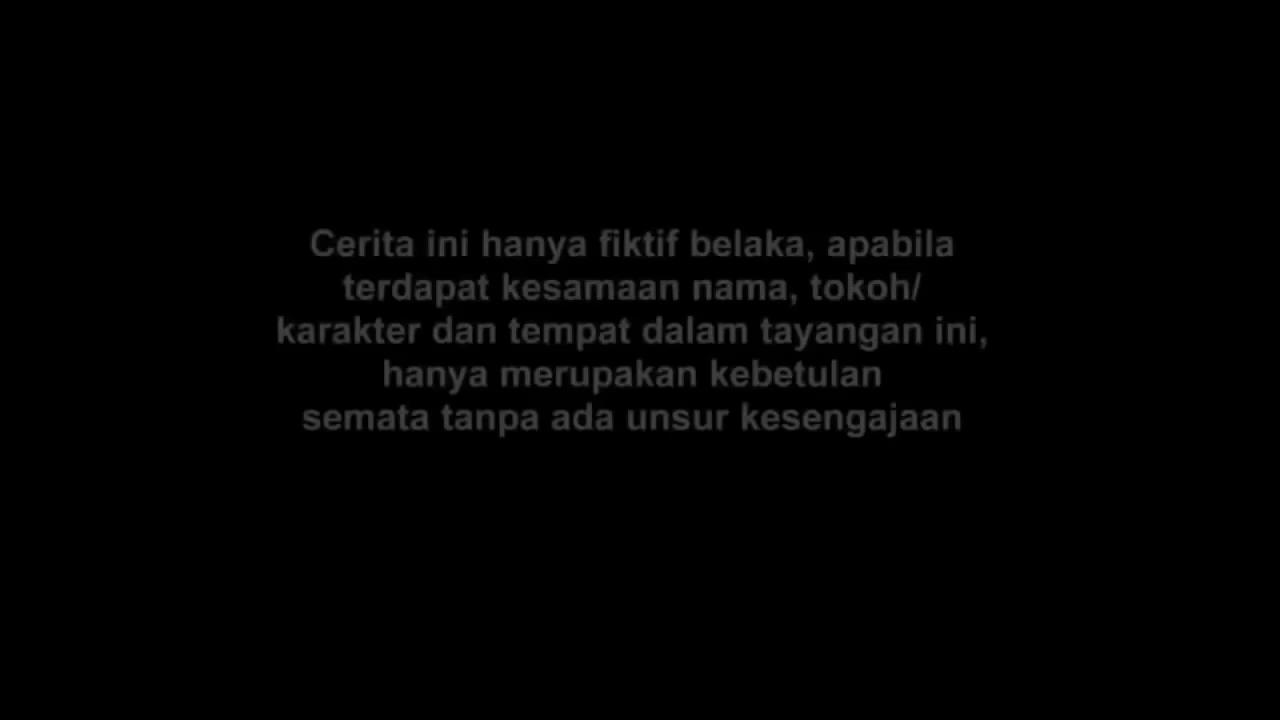 Cerita ini hanya fiktif belaka, apabila
terdapat kesamaan nama, tokoh/
karakter dan tempat dalam tayangan ini,
hanya merupakan kebetulan
semata tanpa ada unsur kesengajaan